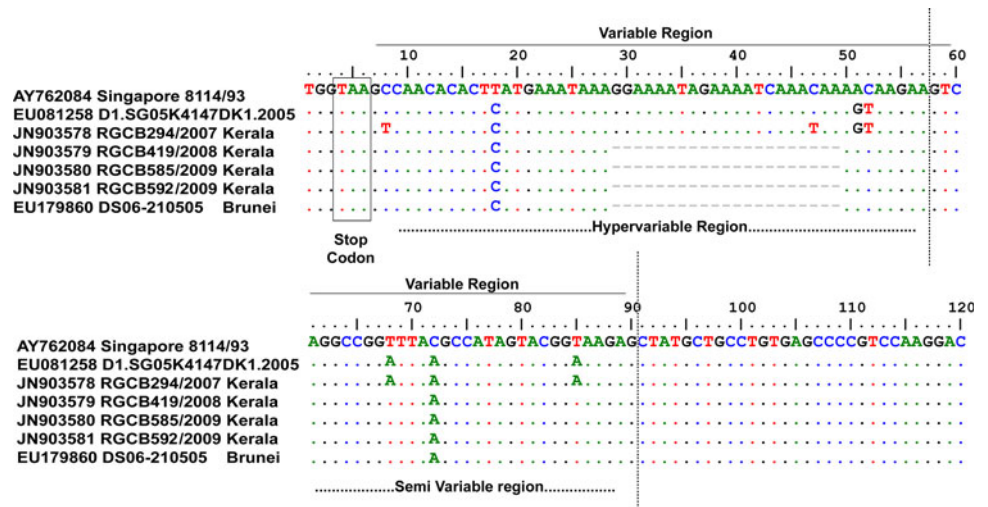 Variable Region
10 20 30 40 50 60
AY762084 Singapore 8114/93 TGGTAAGCCAACACACTTATGAAATAAAGGAAAATAGAAAATCAAACAAAACAAGAAGTC
EU081258 D1.SG05K4147DK1.2005 .................C................................GT........
JN903578 RGCB294/2007 Kerala .......T.........C............................T...GT........
JN903579 RGCB419/2008 Kerala .................C..........---------------------...........
JN903580 RGCB585/2009 Kerala .................C..........---------------------...........
JN903581 RGCB592/2009 Kerala .................C..........---------------------...........
EU179860 DS06-210505 Brunei .................C..........---------------------...........
Stop
Codon
Hypervariable Region
Variable Region
70 80 90 100 110 120
AY762084 Singapore 8114/93 AGGCCGGTTTACGCCATAGTACGGTAAGAGCTATGCTGCCTGTGAGCCCCGTCCAAGGAC
EU081258 D1.SG05K4147DK1.2005 .......A...A............A...................................
JN903578 RGCB294/2007 Kerala .......A...A............A...................................
JN903579 RGCB419/2008 Kerala ...........A................................................
JN903580 RGCB585/2009 Kerala ...........A................................................
JN903581 RGCB592/2009 Kerala ...........A................................................
EU179860 DS06-210505 Brunei ...........A................................................
Semi Variable region